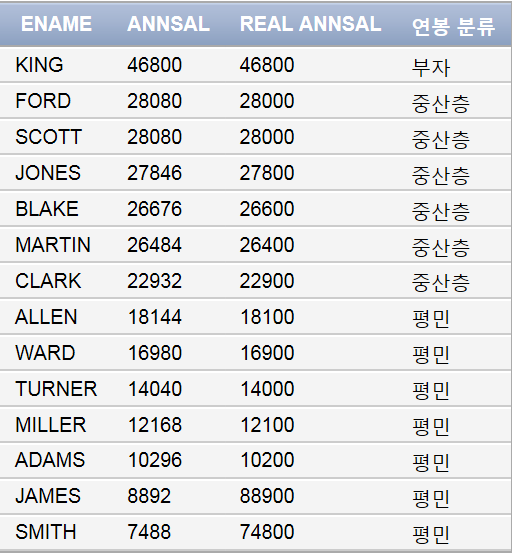 ENAME ANNSAL REAL ANNSAL 연봉 분류
KING 46800 46800 부자
FORD 28080 28000 중산층
SCOTT 28080 28000 중산층
JONES 27846 27800 중산층
BLAKE 26676 26600 중산층
MARTIN 26484 26400 중산층
CLARK 22932 22900 중산층
ALLEN 18144 18100 평민
WARD 16980 16900 평민
TURNER 14040 14000 평민
MILLER 12168 12100 평민
ADAMS 10296 10200 평민
JAMES 8892 88900 평민
SMITH 7488 74800 평민